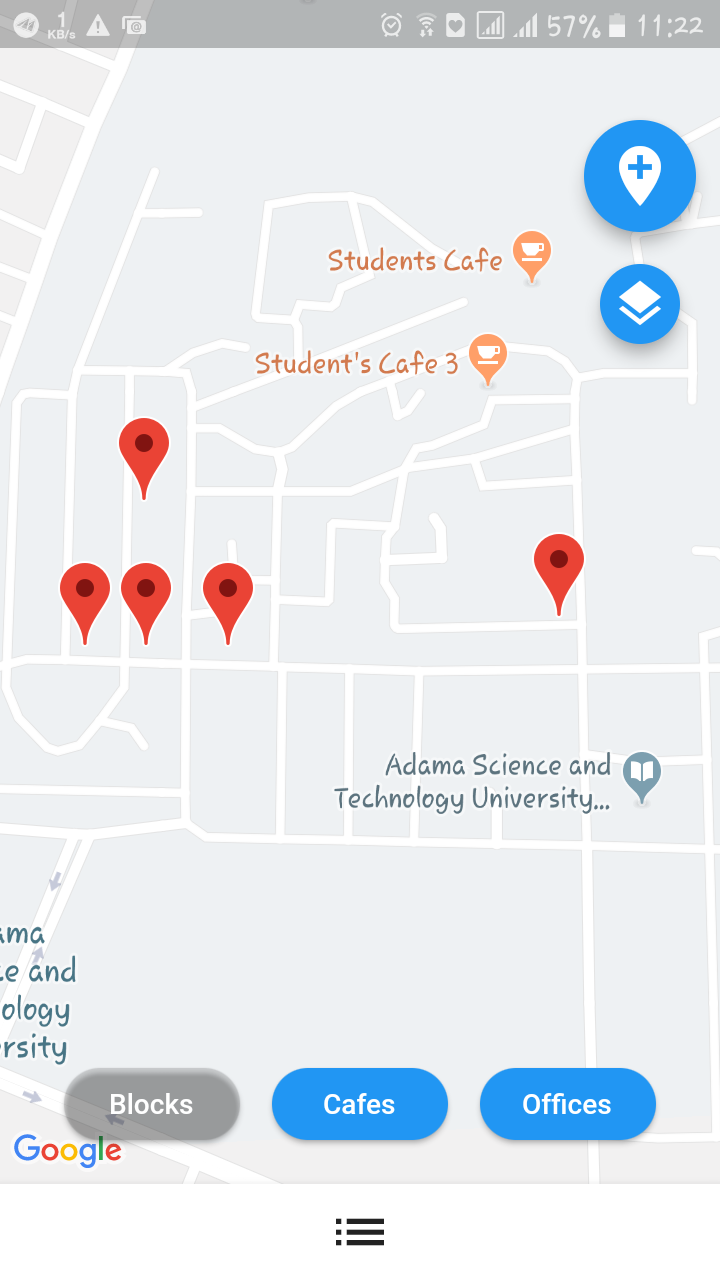 1
KB/s
57% 11:22
Students Cafe
Student's Cafe 3
Adama Science and
Technology University...
ama
ce and
ology
ersity
Blocks
Cafes
Offices
Google